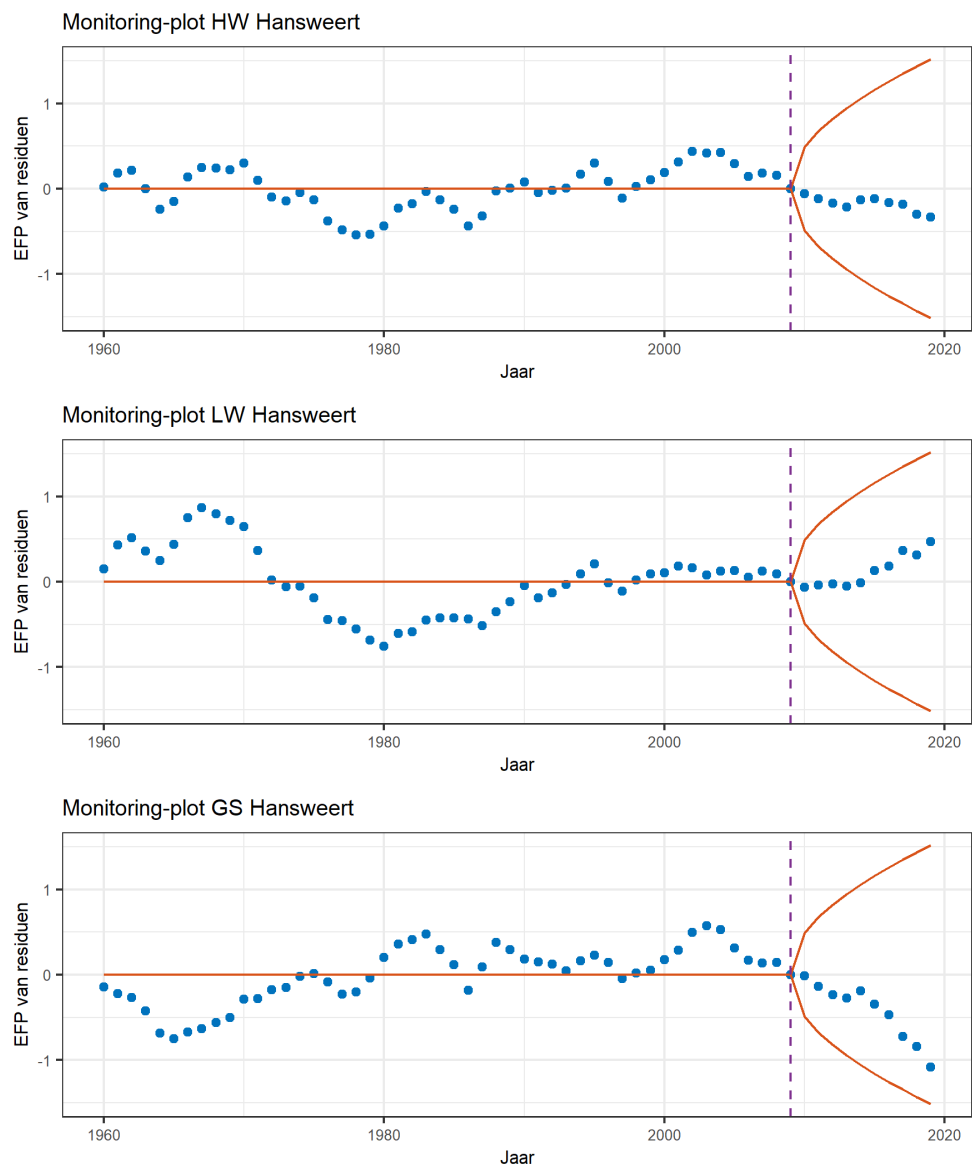 Monitoring-plot HW Hansweert
EFP van residuen
1
0
-1
1960 1980 2000 2020
Jaar
Monitoring-plot LW Hansweert
EFP van residuen
1
0
-1
1960 1980 2000 2020
Jaar
Monitoring-plot GS Hansweert
EFP van residuen
1
0
-1
1960 1980 2000 2020
Jaar